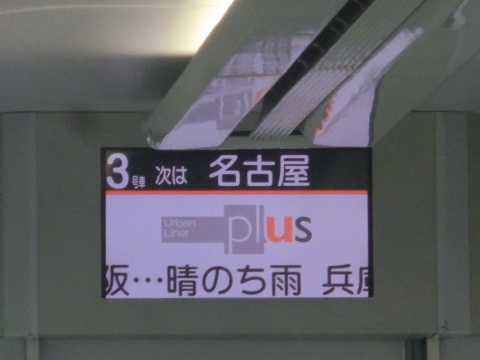 3号車 次は 名古屋
Urban
Liner
plus
阪…晴のち雨 兵庫